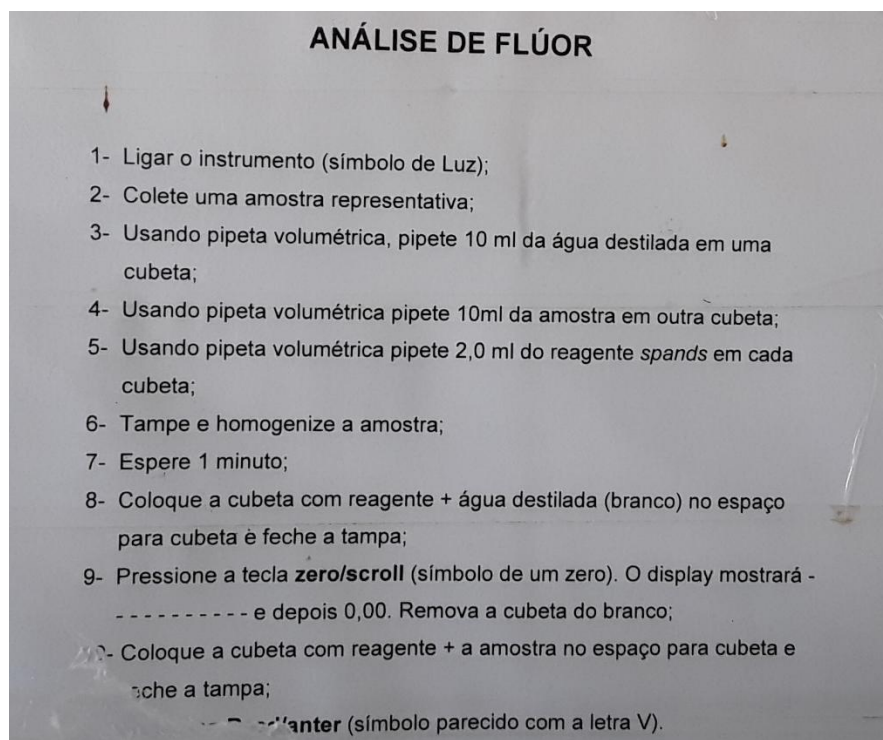 ANÁLISE DE FLÚOR
1- Ligar o instrumento (símbolo de Luz);
2- Colete uma amostra representativa;
3- Usando pipeta volumétrica, pipete 10 ml da água destilada em uma
cubeta;
4- Usando pipeta volumétrica pipete 10ml da amostra em outra cubeta;
5- Usando pipeta volumétrica pipete 2,0 ml do reagente spands em cada
cubeta;
6- Tampe e homogenize a amostra;
7- Espere 1 minuto;
8- Coloque a cubeta com reagente + água destilada (branco) no espaço
para cubeta e feche a tampa;
9- Pressione a tecla zero/scroll (símbolo de um zero). O display mostrará -
- - - - - - - - - - e depois 0,00. Remova a cubeta do branco;
- Coloque a cubeta com reagente + a amostra no espaço para cubeta e
a tampa;
(símbolo parecido com a letra V).